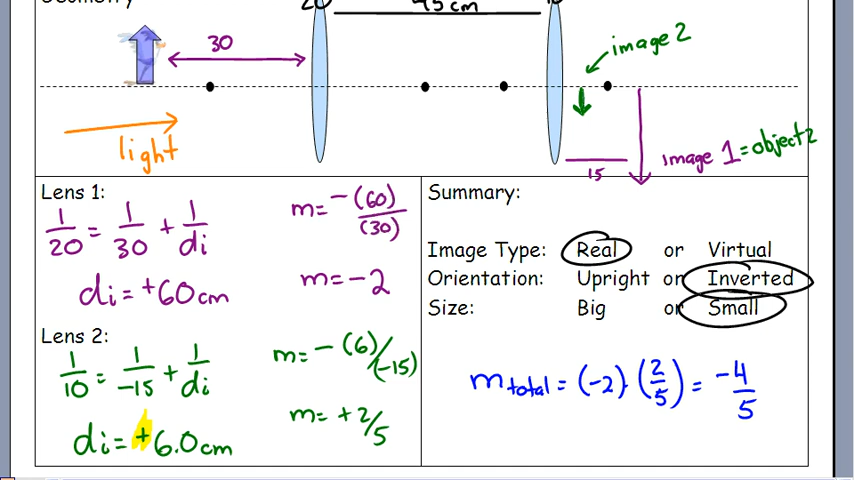 45cm
30
image 2
light
15
image 1 = object 2
Lens 1:
1/20 = 1/30 + 1/di
di = +60cm
m = -(60)/(30)
m = -2
Lens 2:
1/10 = 1/-15 + 1/di
di = +6.0cm
m = -(6)/(-15)
m = +2/5
Summary:
Image Type: Real or Virtual
Orientation: Upright or Inverted
Size: Big or Small
mtotal = (-2)·(2/5) = -4/5